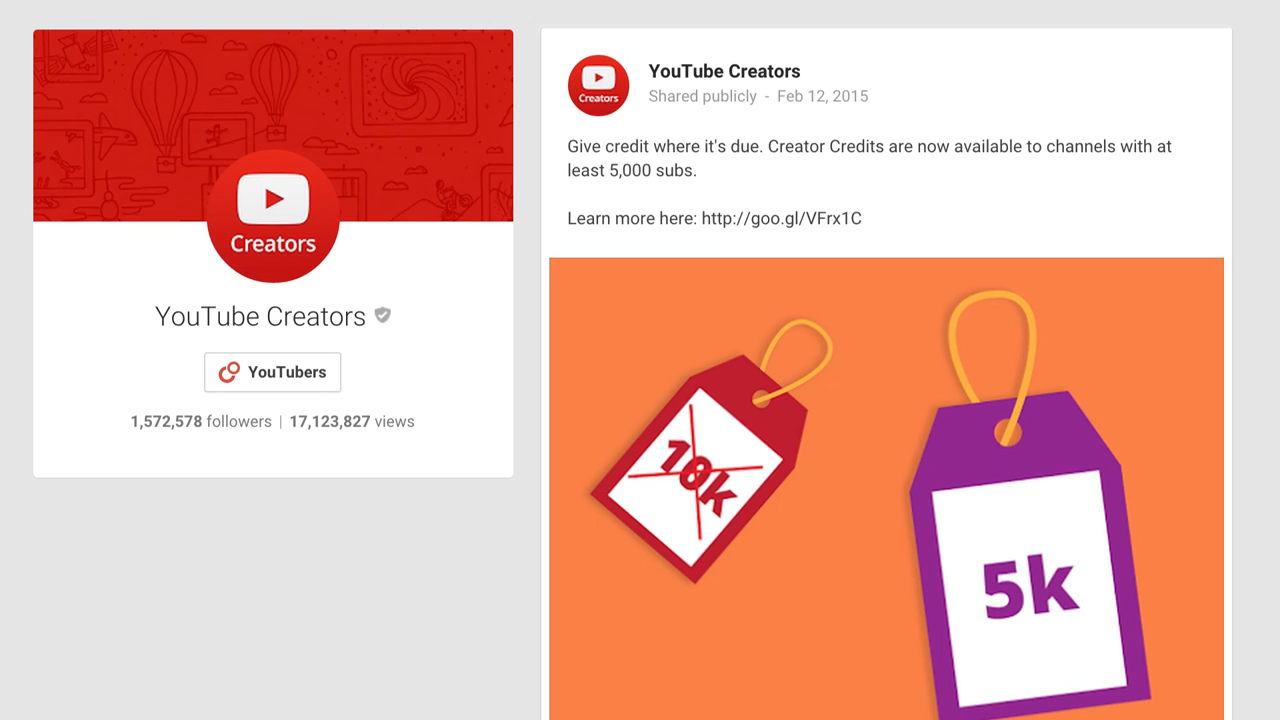 Creators
YouTube Creators
YouTubers
1,572,578 followers | 17,123,827 views
Creators
YouTube Creators
Shared publicly - Feb 12, 2015
Give credit where it's due. Creator Credits are now available to channels with at
least 5,000 subs.
Learn more here: http://goo.gl/VFrx1C
10k
5k